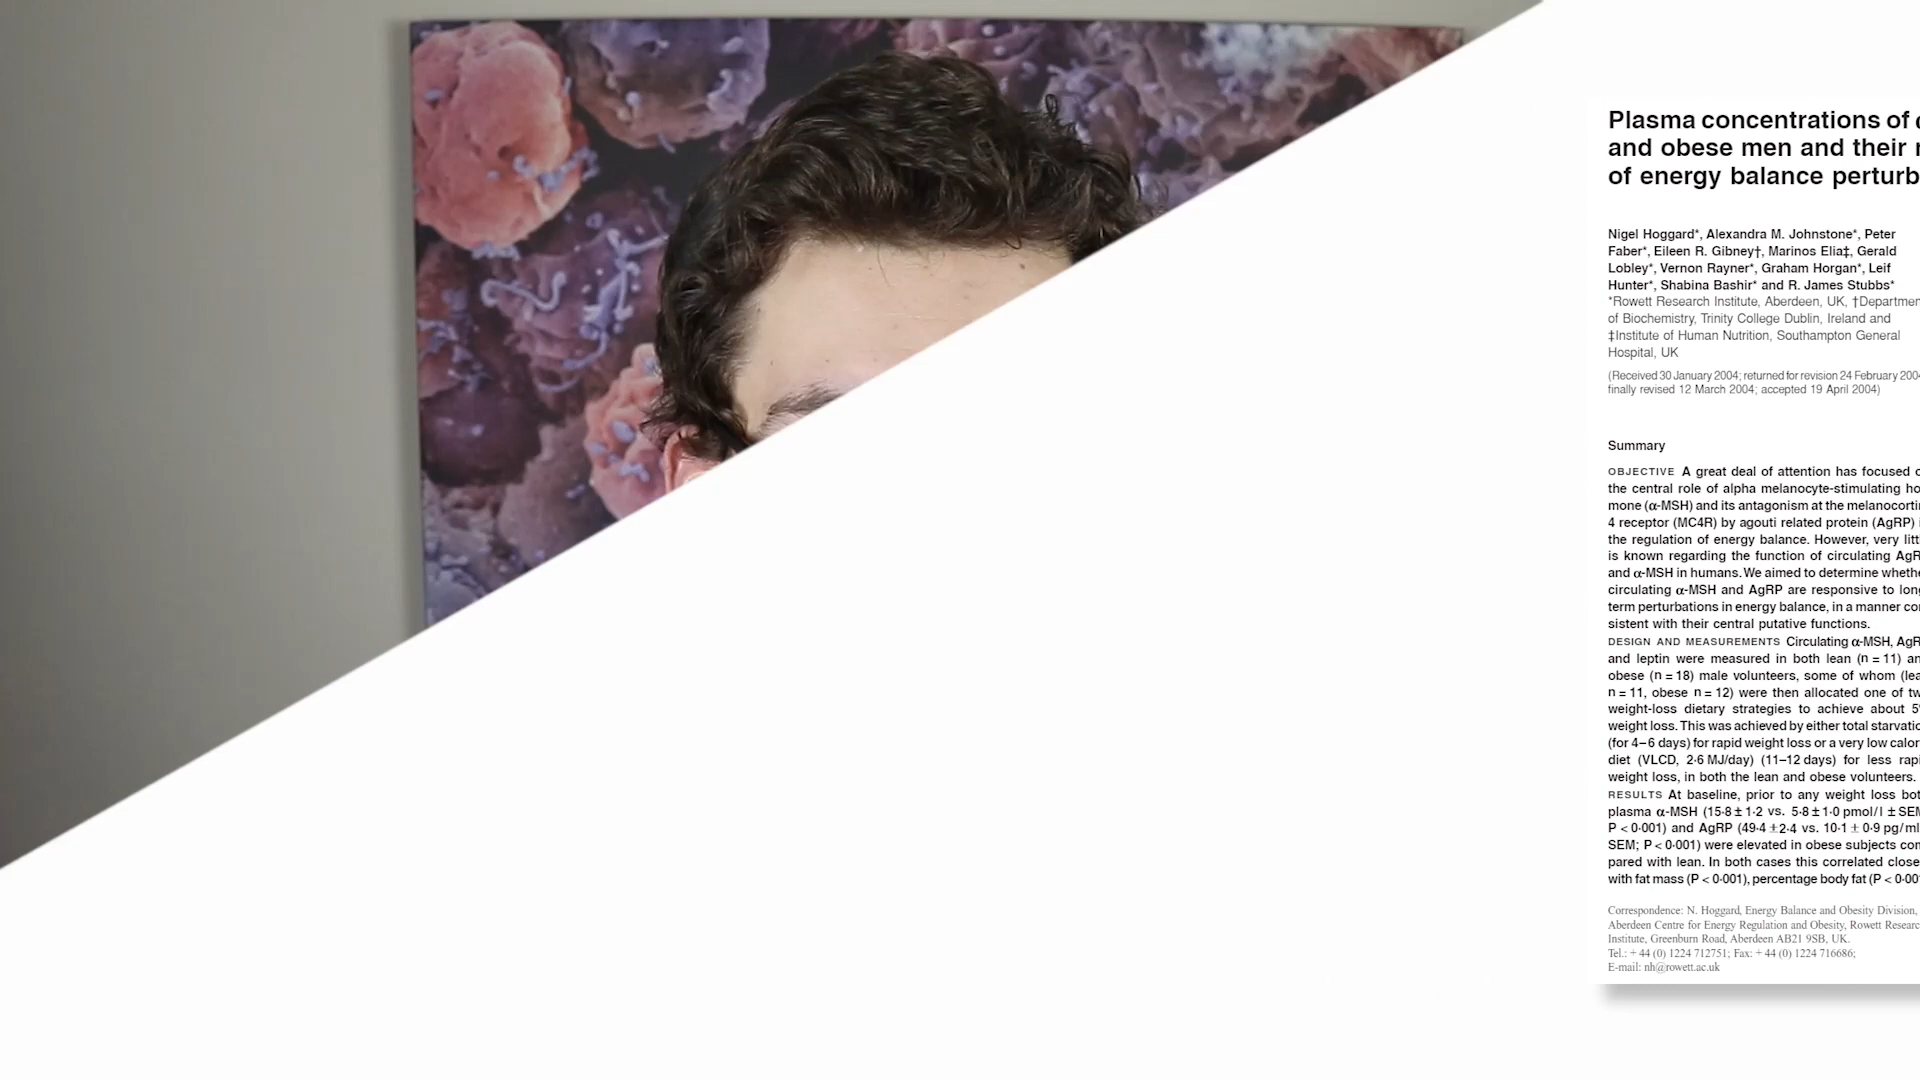 Plasma concentrations of
and obese men and their
of energy balance perturb
Nigel Hoggard*, Alexandra M. Johnstone*, Peter
Faber*, Eileen R. Gibney†, Marinos Elia‡, Gerald
Lobley*, Vernon Rayner*, Graham Horgan*, Leif
Hunter*, Shabina Bashir* and R. James Stubbs*
*Rowett Research Institute, Aberdeen, UK, †Departmen
of Biochemistry, Trinity College Dublin, Ireland and
‡Institute of Human Nutrition, Southampton General
Hospital, UK
(Received 30 January 2004; returned for revision 24 February 2004
finally revised 12 March 2004; accepted 19 April 2004)
Summary
OBJECTIVE A great deal of attention has focused
the central role of alpha melanocyte-stimulating ho
mone (α-MSH) and its antagonism at the melanocorti
4 receptor (MC4R) by agouti related protein (AgRP)
the regulation of energy balance. However, very litt
is known regarding the function of circulating AgR
and α-MSH in humans. We aimed to determine whethe
circulating α-MSH and AgRP are responsive to long
term perturbations in energy balance, in a manner co
sistent with their central putative functions.
DESIGN AND MEASUREMENTS Circulating α-MSH, AgR
and leptin were measured in both lean (n = 11) an
obese (n = 18) male volunteers, some of whom (lea
n = 11, obese n = 12) were then allocated one of tw
weight-loss dietary strategies to achieve about 5
weight loss. This was achieved by either total starvatio
(for 4–6 days) for rapid weight loss or a very low calor
diet (VLCD, 2·6 MJ/day) (11–12 days) for less rap
weight loss, in both the lean and obese volunteers.
RESULTS At baseline, prior to any weight loss bot
plasma α-MSH (15·8 ± 1·2 vs. 5·8 ± 1·0 pmol/l ± SEM
P < 0·001) and AgRP (49·4 ±2·4 vs. 10·1 ± 0·9 pg/ml
SEM; P < 0·001) were elevated in obese subjects com
pared with lean. In both cases this correlated close
with fat mass (P < 0·001), percentage body fat (P < 0·00
Correspondence: N. Hoggard, Energy Balance and Obesity Division,
Aberdeen Centre for Energy Regulation and Obesity, Rowett Researc
Institute, Greenburn Road, Aberdeen AB21 9SB, UK.
Tel.: + 44 (0) 1224 712751; Fax: + 44 (0) 1224 716686;
E-mail: nh@rowett.ac.uk